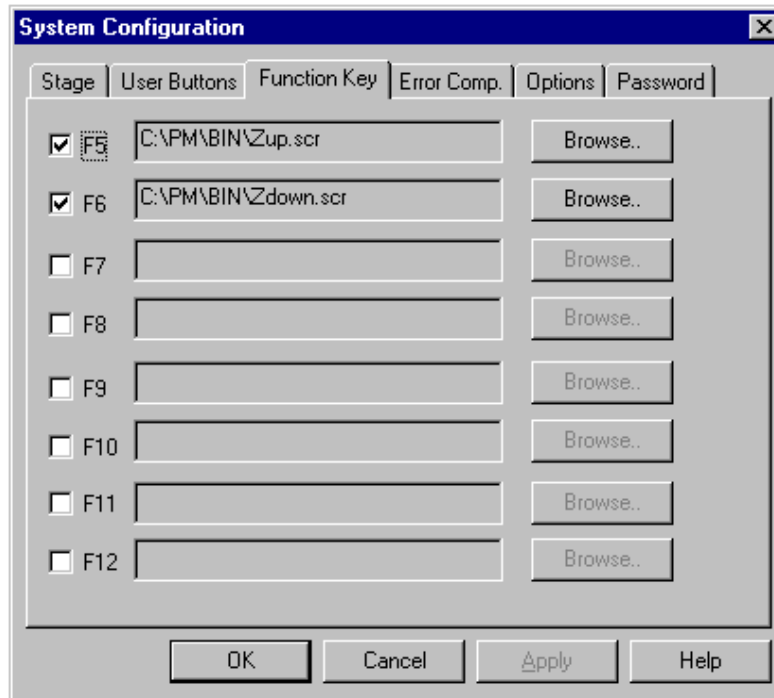 System Configuration
Stage User Buttons Function Key Error Comp. Options Password
F5 C:\PM\BIN\Zup.scr Browse..
F6 C:\PM\BIN\Zdown.scr Browse..
F7 Browse..
F8 Browse..
F9 Browse..
F10 Browse..
F11 Browse..
F12 Browse..
OK Cancel Apply Help